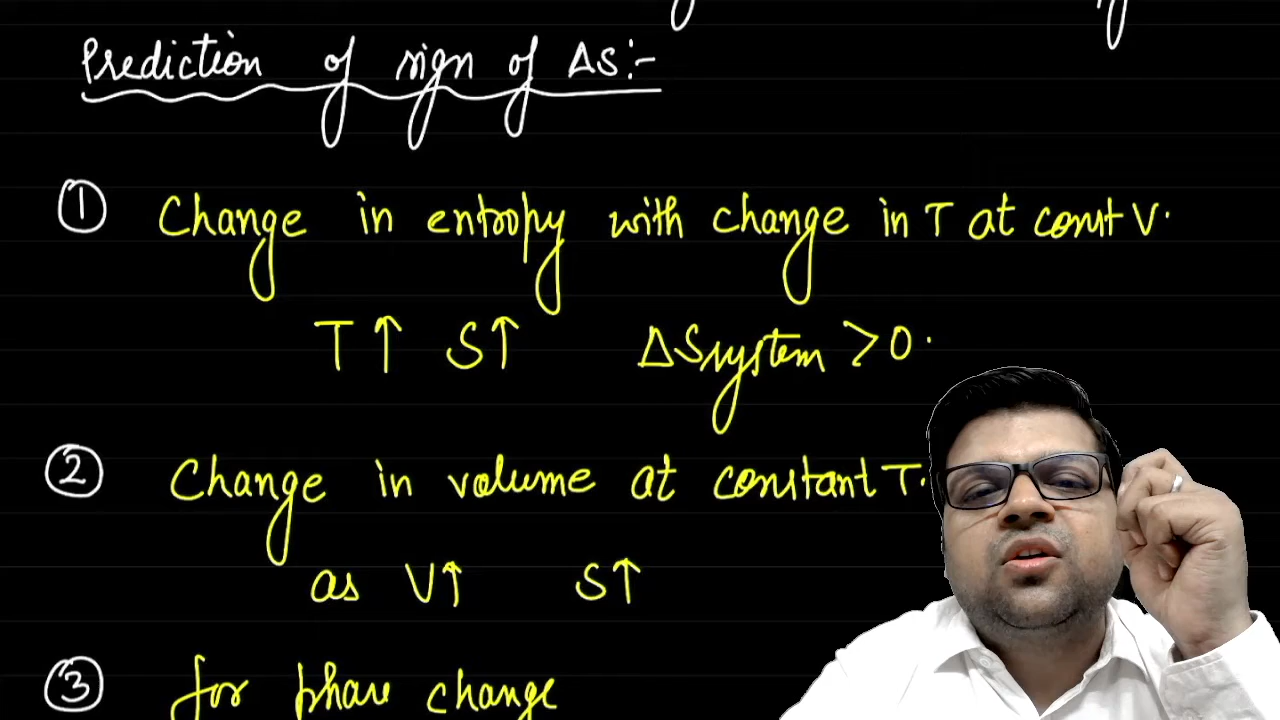 Prediction of sign of ΔS:-
① Change in entropy with change in T at const V.
T↑ S↑ ΔSsystem >0.
② Change in volume at constant T.
as V↑ S↑
③ for phase change